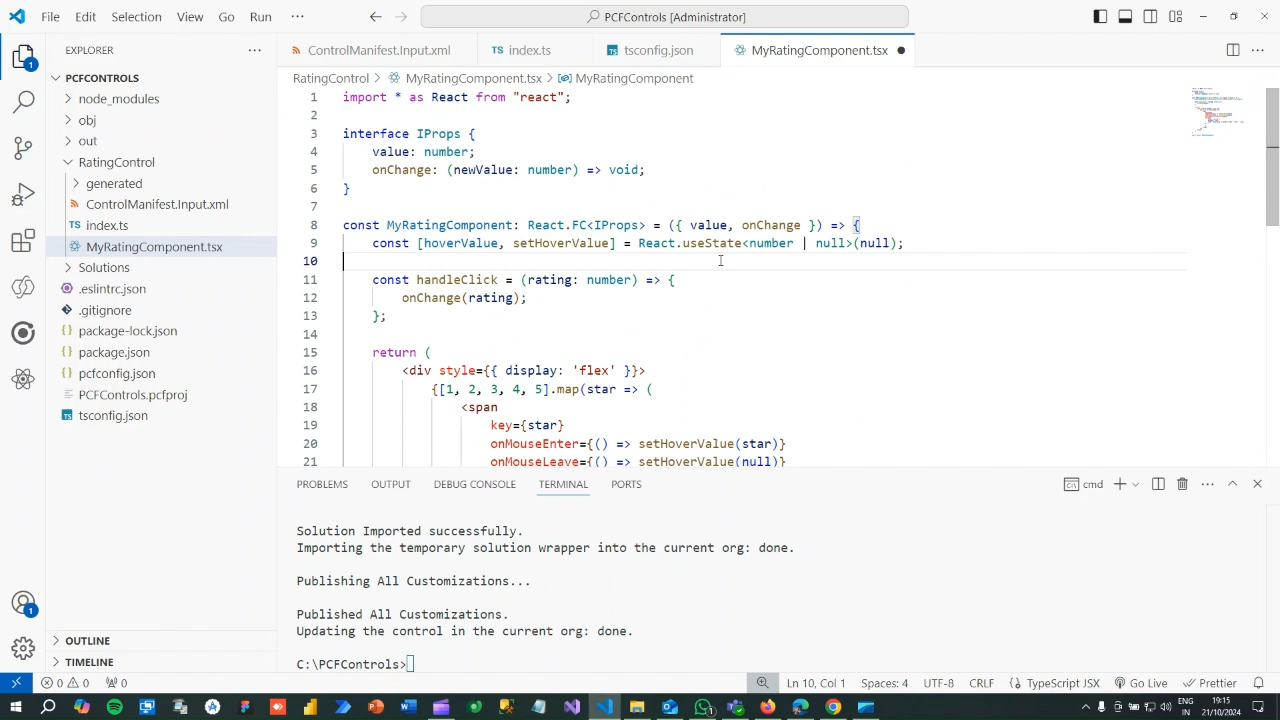 File Edit Selection View Go Run ···
PCFControls [Administrator]
EXPLORER
ControlManifest.Input.xml
TS index.ts
TS tsconfig.json
MyRatingComponent.tsx
PCFCONTROLS
node_modules
obj
out
RatingControl
generated
ControlManifest.Input.xml
TS index.ts
MyRatingComponent.tsx
Solutions
.eslintrc.json
.gitignore
{} package-lock.json
{} package.json
{} pcfconfig.json
PCFControls.pcfproj
TS tsconfig.json
OUTLINE
TIMELINE
RatingControl > MyRatingComponent.tsx > MyRatingComponent
1 import * as React from "react";
2
3 interface IProps {
4 value: number;
5 onChange: (newValue: number) => void;
6 }
7
8 const MyRatingComponent: React.FC<IProps> = ({ value, onChange }) => {
9 const [hoverValue, setHoverValue] = React.useState<number | null>(null);
10
11 const handleClick = (rating: number) => {
12 onChange(rating);
13 };
14
15 return (
16 <div style={{ display: 'flex' }}>
17 {[1, 2, 3, 4, 5].map(star => (
18 <span
19 key={star}
20 onMouseEnter={() => setHoverValue(star)}
21 onMouseLeave={() => setHoverValue(null)}
PROBLEMS OUTPUT DEBUG CONSOLE TERMINAL PORTS
cmd
Solution Imported successfully.
Importing the temporary solution wrapper into the current org: done.
Publishing All Customizations...
Published All Customizations.
Updating the control in the current org: done.
C:\PCFControls>
0 0 0
Ln 10, Col 1 Spaces: 4 UTF-8 CRLF {} TypeScript JSX Go Live Prettier
ENG
IN
19:15
21/10/2024